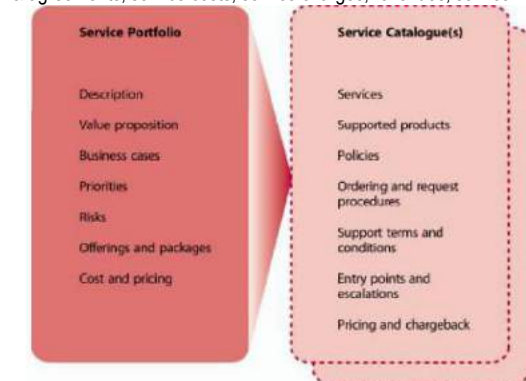 Service Portfolio
Description
Value proposition
Business cases
Priorities
Risks
Offerings and packages
Cost and pricing
Service Catalogue(s)
Services
Supported products
Policies
Ordering and request
procedures
Support terms and
conditions
Entry points and
escalations
Pricing and chargeback